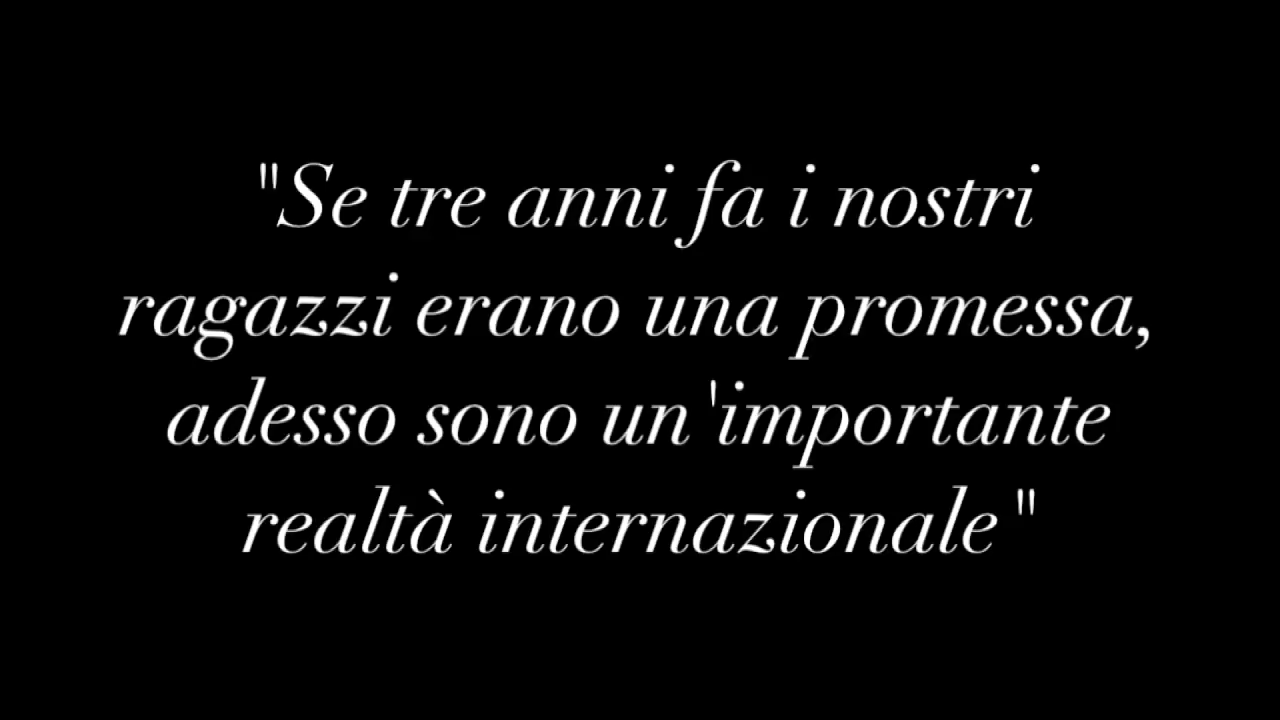 "Se tre anni fa i nostri
ragazzi erano una promessa,
adesso sono un'importante
realtà internazionale"